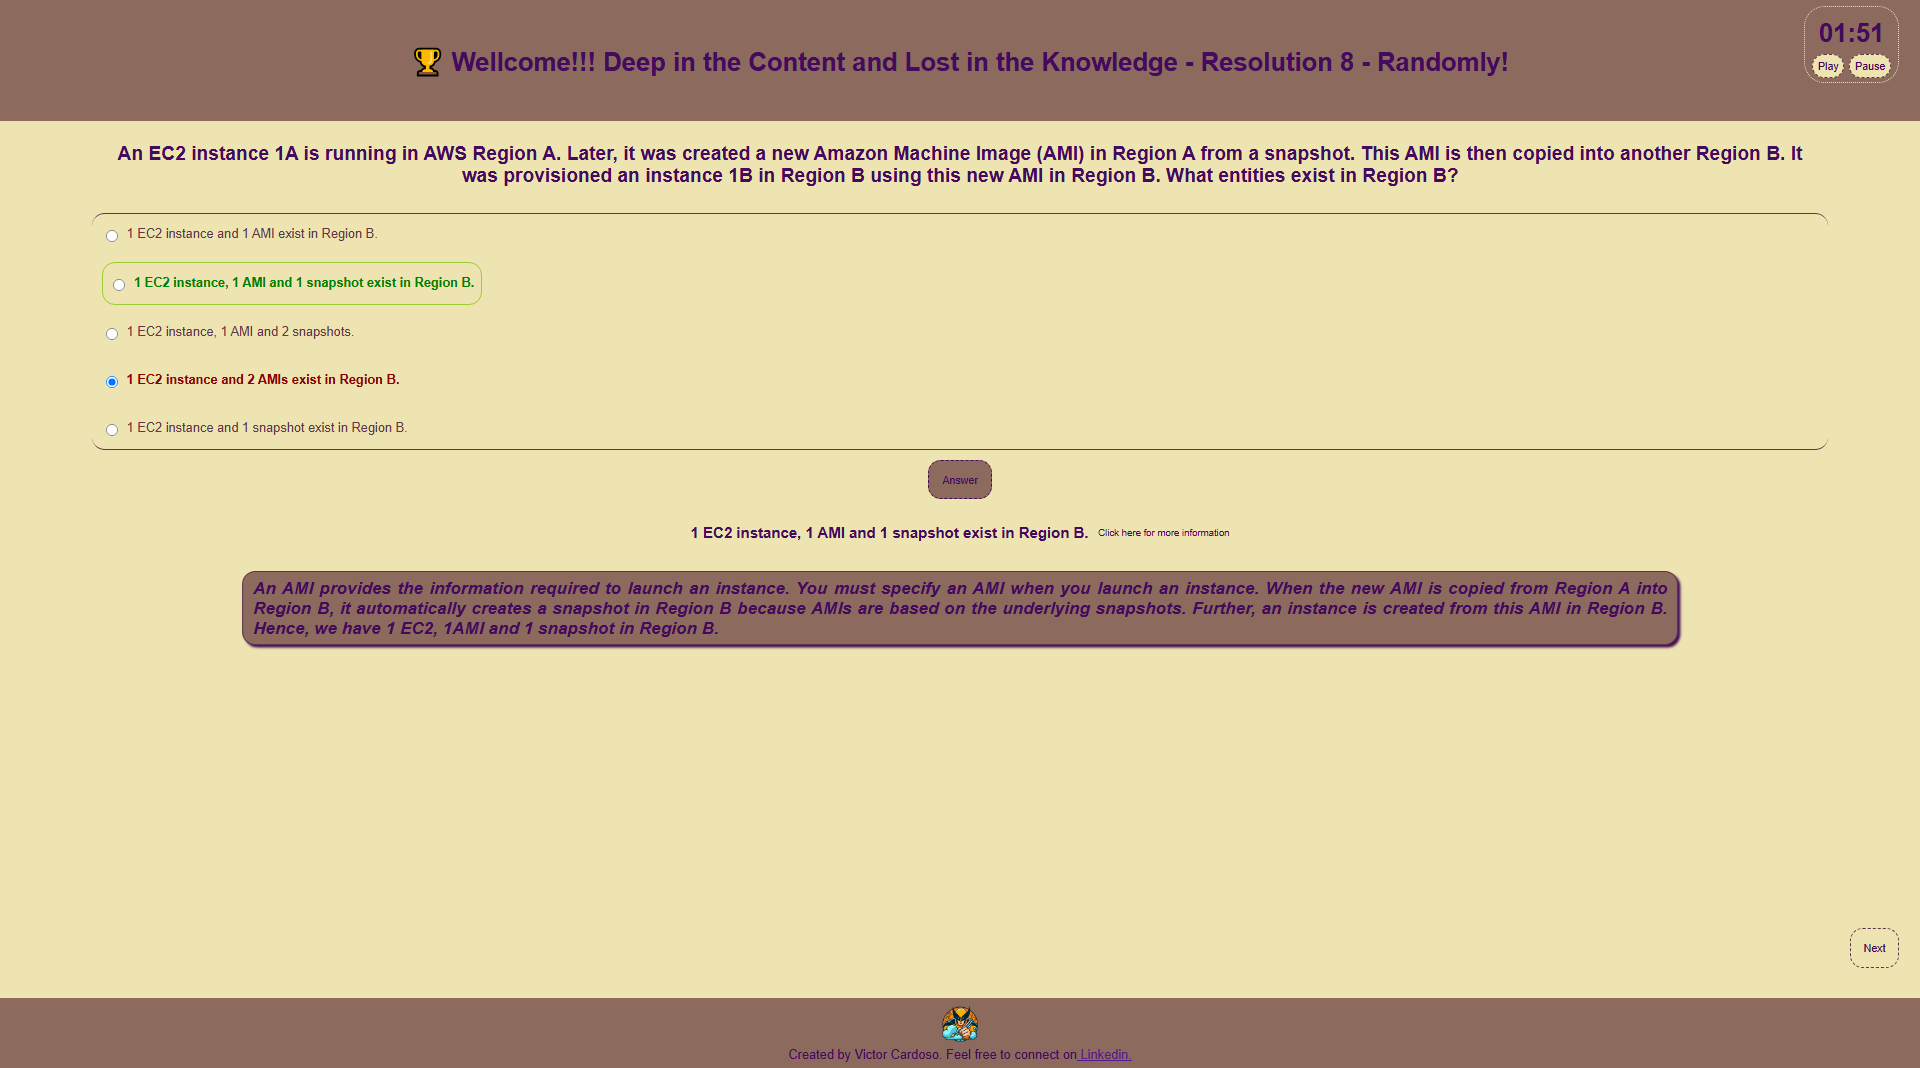 🏆 Wellcome!!! Deep in the Content and Lost in the Knowledge - Resolution 8 - Randomly!
01:51
Play Pause
An EC2 instance 1A is running in AWS Region A. Later, it was created a new Amazon Machine Image (AMI) in Region A from a snapshot. This AMI is then copied into another Region B. It
was provisioned an instance 1B in Region B using this new AMI in Region B. What entities exist in Region B?
1 EC2 instance and 1 AMI exist in Region B.
1 EC2 instance, 1 AMI and 1 snapshot exist in Region B.
1 EC2 instance, 1 AMI and 2 snapshots.
1 EC2 instance and 2 AMIs exist in Region B.
1 EC2 instance and 1 snapshot exist in Region B.
Answer
1 EC2 instance, 1 AMI and 1 snapshot exist in Region B. Click here for more information
An AMI provides the information required to launch an instance. You must specify an AMI when you launch an instance. When the new AMI is copied from Region A into
Region B, it automatically creates a snapshot in Region B because AMIs are based on the underlying snapshots. Further, an instance is created from this AMI in Region B.
Hence, we have 1 EC2, 1AMI and 1 snapshot in Region B.
Next
Created by Victor Cardoso. Feel free to connect on Linkedin.